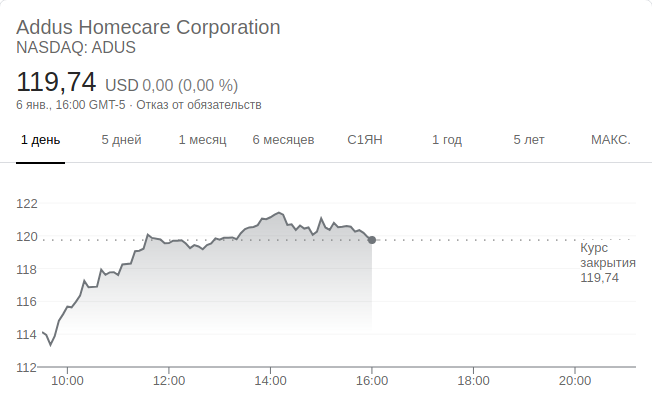 Addus Homecare Corporation
NASDAQ: ADUS
119,74 USD 0,00 (0,00 %)
6 янв., 16:00 GMT-5 · Отказ от обязательств
1 день 5 дней 1 месяц 6 месяцев С1ЯН 1 год 5 лет МАКС.
122
120
118
116
114
112
Курс
закрытия
119,74
10:00 12:00 14:00 16:00 18:00 20:00